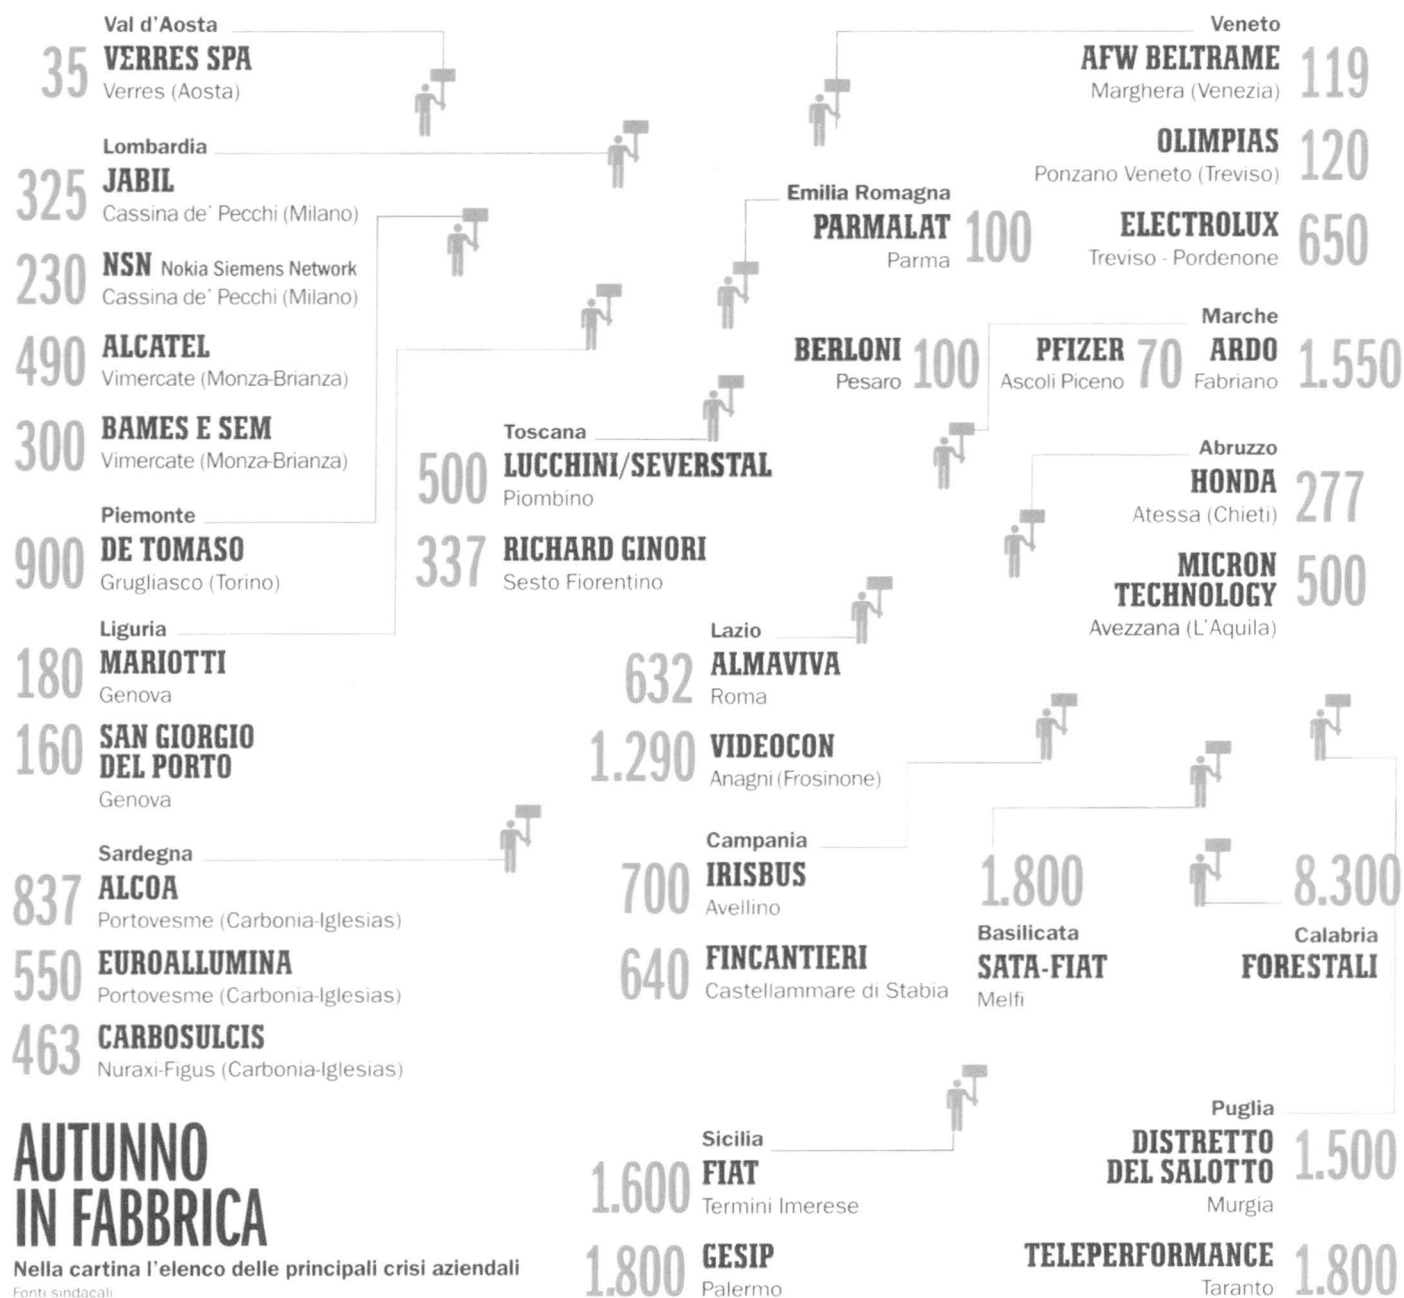 Val d'Aosta
35 VERRES SPA
Verres (Aosta)
Lombardia
325 JABIL
Cassina de' Pecchi (Milano)
230 NSN Nokia Siemens Network
Cassina de' Pecchi (Milano)
490 ALCATEL
Vimercate (Monza-Brianza)
300 BAMES E SEM
Vimercate (Monza-Brianza)
Piemonte
900 DE TOMASO
Grugliasco (Torino)
Liguria
180 MARIOTTI
Genova
160 SAN GIORGIO
DEL PORTO
Genova
Sardegna
837 ALCOA
Portovesme (Carbonia-Iglesias)
550 EUROALLUMINA
Portovesme (Carbonia-Iglesias)
463 CARBOSULCIS
Nuraxi-Figus (Carbonia-Iglesias)
Veneto
AFW BELTRAME 119
Marghera (Venezia)
OLIMPIAS 120
Ponzano Veneto (Treviso)
ELECTROLUX 650
Treviso - Pordenone
Emilia Romagna
PARMALAT 100
Parma
Marche
BERLONI 100
Pesaro
PFIZER 70
Ascoli Piceno
ARDO 1.550
Fabriano
Toscana
500 LUCCHINI/SEVERSTAL
Piombino
337 RICHARD GINORI
Sesto Fiorentino
Abruzzo
HONDA 277
Atessa (Chieti)
MICRON
TECHNOLOGY 500
Avezzana (L'Aquila)
Lazio
632 ALMAVIVA
Roma
1.290 VIDEOCON
Anagni (Frosinone)
Campania
700 IRISBUS
Avellino
640 FINCANTIERI
Castellammare di Stabia
1.800
Basilicata
SATA-FIAT
Melfi
8.300
Calabria
FORESTALI
Sicilia
1.600 FIAT
Termini Imerese
1.800 GESIP
Palermo
Puglia
DISTRETTO
DEL SALOTTO 1.500
Murgia
TELEPERFORMANCE 1.800
Taranto
AUTUNNO
IN FABBRICA
Nella cartina l'elenco delle principali crisi aziendali
Fonti sindacali